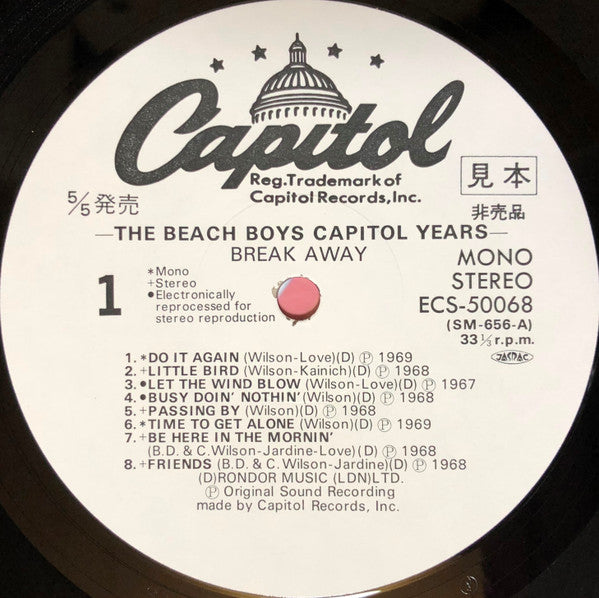 Capitol
Reg.Trademark of
Capitol Records,Inc.
5/5発売
見本
非売品
—THE BEACH BOYS CAPITOL YEARS—
BREAK AWAY
1
*Mono
+Stereo
●Electronically
reprocessed for
stereo reproduction
MONO
STEREO
ECS-50068
(SM-656-A)
33⅓r.p.m.
JASRAC
1.*DO IT AGAIN (Wilson-Love)(D) Ⓟ 1969
2.+LITTLE BIRD (Wilson-Kainich)(D) Ⓟ 1968
3.●LET THE WIND BLOW (Wilson-Love)(D) Ⓟ 1967
4.●BUSY DOIN' NOTHIN' (Wilson)(D) Ⓟ 1968
5.+PASSING BY (Wilson)(D) Ⓟ 1968
6.*TIME TO GET ALONE (Wilson)(D) Ⓟ 1969
7.+BE HERE IN THE MORNIN'
(B.D. & C.Wilson-Jardine-Love)(D) Ⓟ 1968
8.+FRIENDS (B.D. & C.Wilson-Jardine)(D) Ⓟ 1968
(D)RONDOR MUSIC (LDN)LTD.
Ⓟ Original Sound Recording
made by Capitol Records, Inc.